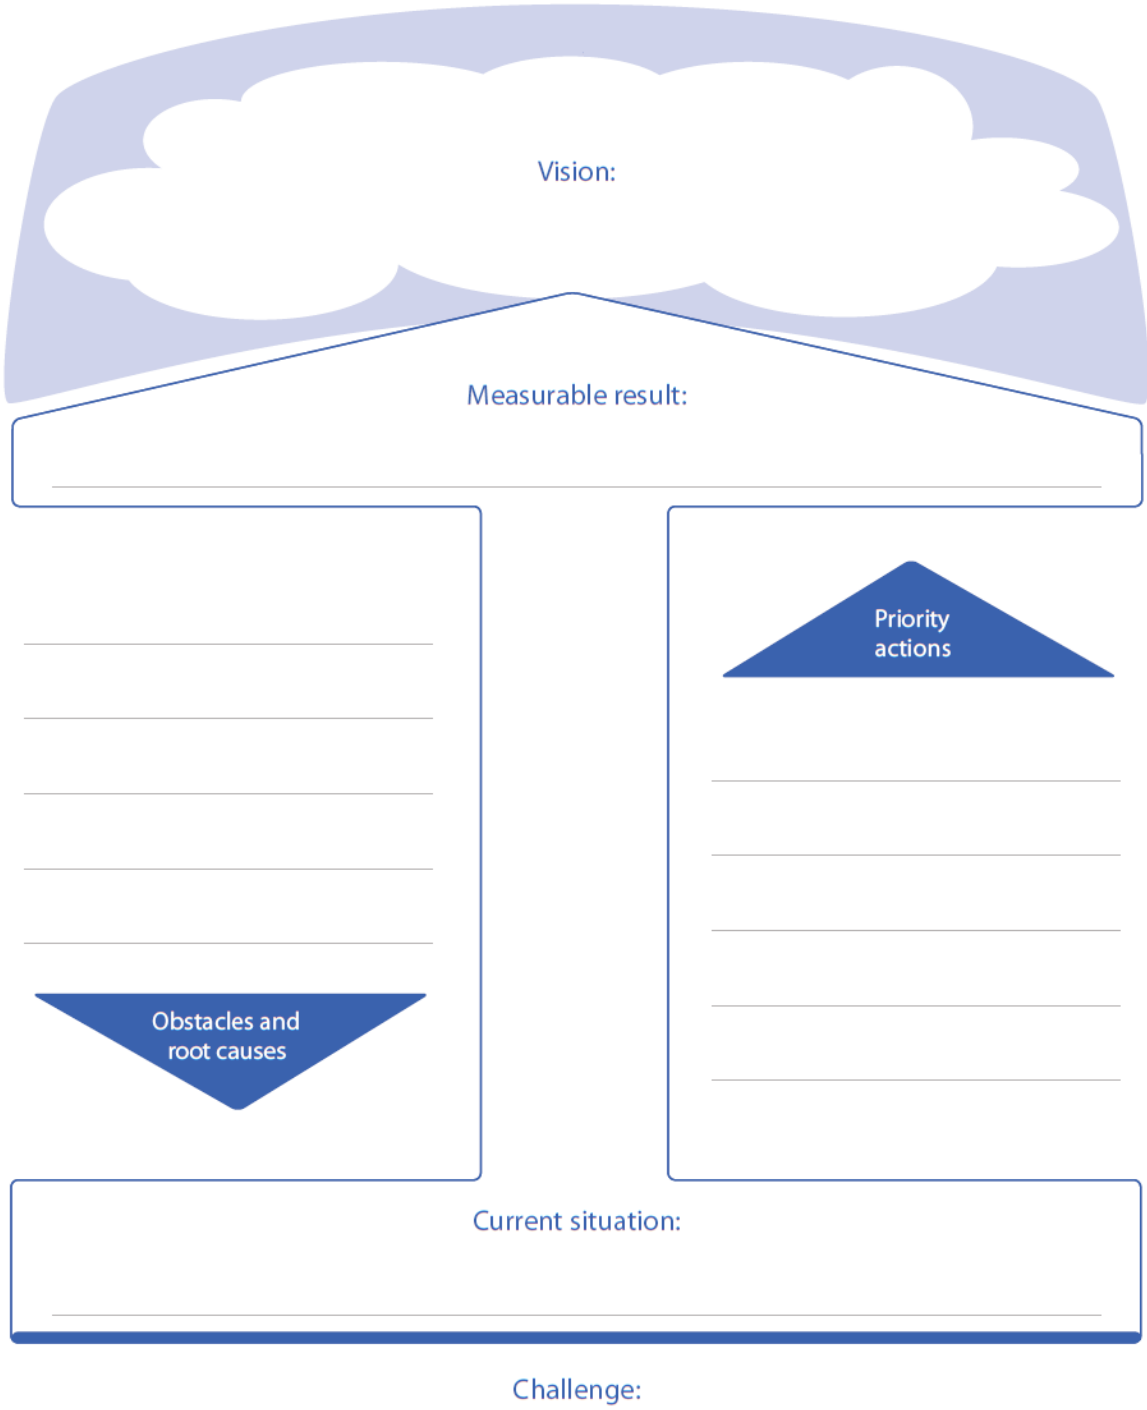 Vision:
Measurable result:
Priority
actions
Obstacles and
root causes
Current situation:
Challenge: